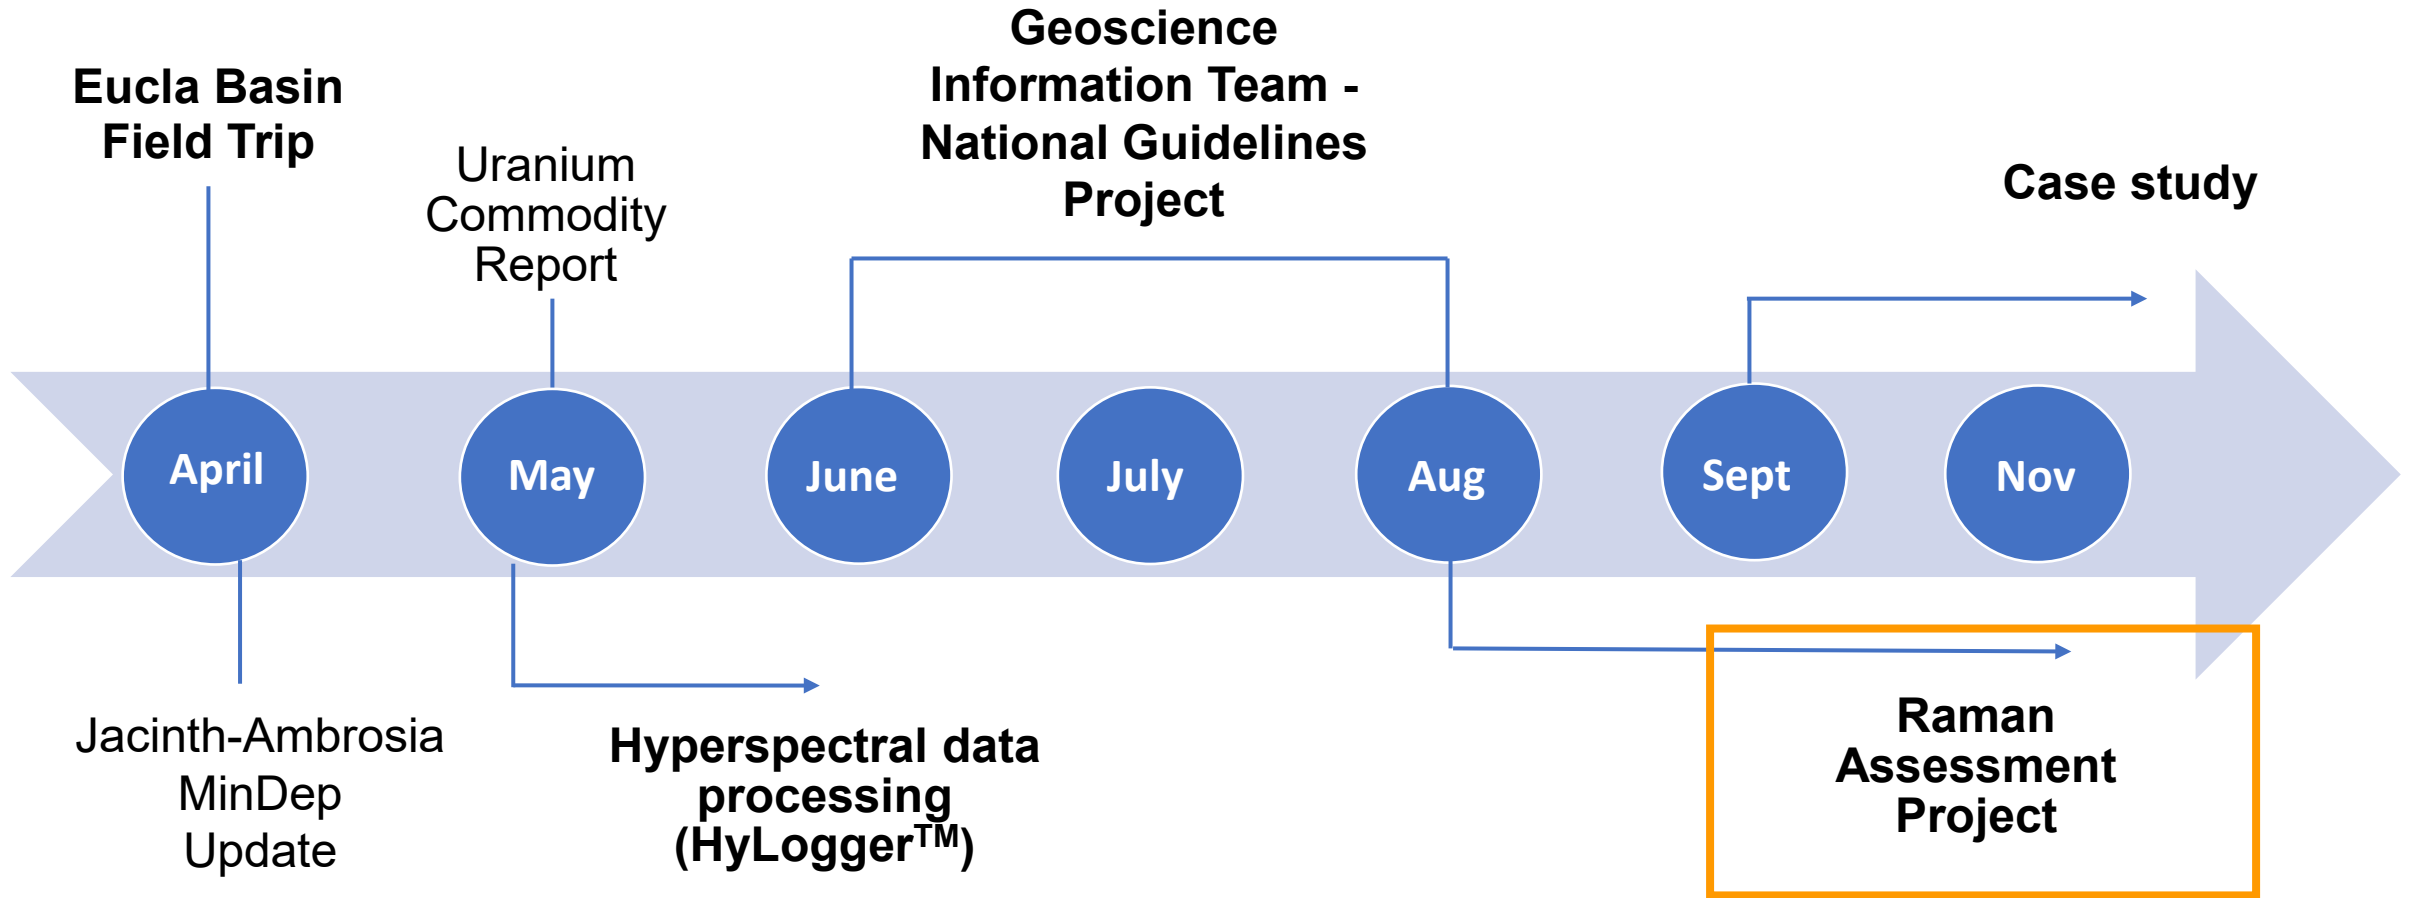 Eucla Basin
Field Trip
Uranium
Commodity
Report
Geoscience
Information Team -
National Guidelines
Project
Case study
April
May
June
July
Aug
Sept
Nov
Jacinth-Ambrosia
MinDep
Update
Hyperspectral data
processing
(HyLogger™)
Raman
Assessment
Project